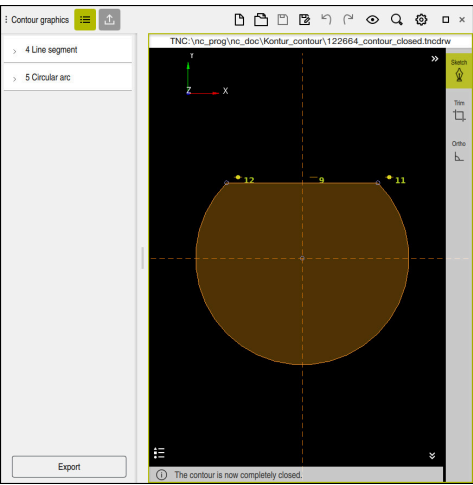 Contour graphics
TNC:\nc_prog\nc_doc\Kontur_contour\122664_contour_closed.tncdrw
4 Line segment
5 Circular arc
Y
Z
X
12
9
11
Sketch
Trim
Ortho
Export
The contour is now completely closed.